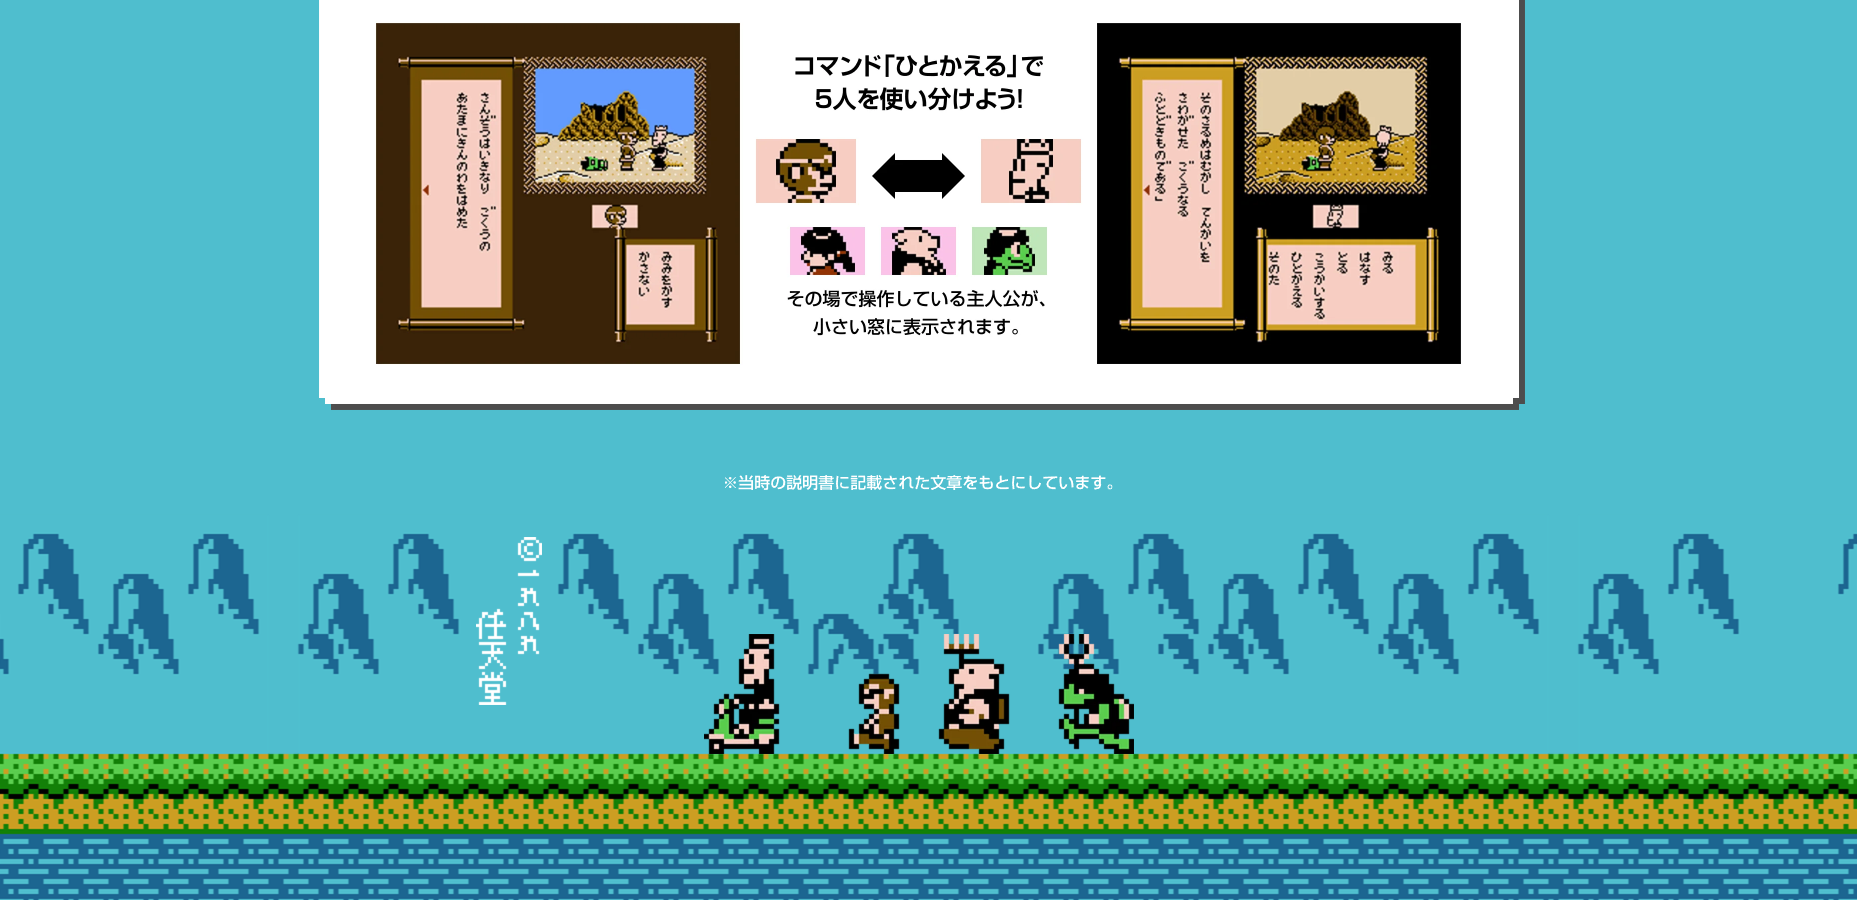 さんぞうはいきなり ごくうの
あたまにきんのわをはめた
みみをかす
かさない
コマンド「ひとかえる」で
5人を使い分けよう!
その場で操作している主人公が、
小さい窓に表示されます。
そのさるめはむかし てんかいを
さわがせた ごくうなる
ふとどきものである」
みる
はなす
とる
こうかいする
ひとかえる
そのた
※当時の説明書に記載された文章をもとにしています。
©一九八九
任天堂